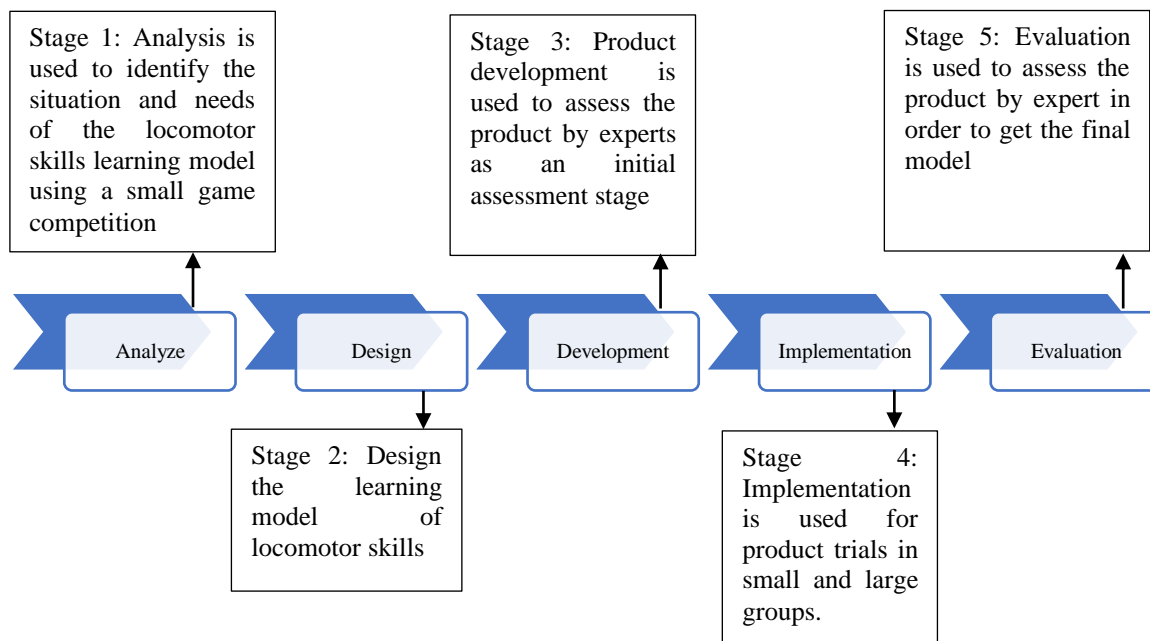 Stage 1: Analysis is
used to identify the
situation and needs
of the locomotor
skills learning model
using a small game
competition
Stage 3: Product
development is
used to assess the
product by experts
as an initial
assessment stage
Stage 5: Evaluation
is used to assess the
product by expert in
order to get the final
model
Analyze
Design
Development
Implementation
Evaluation
Stage 2: Design
the learning
model of
locomotor skills
Stage 4:
Implementation
is used for
product trials in
small and large
groups.